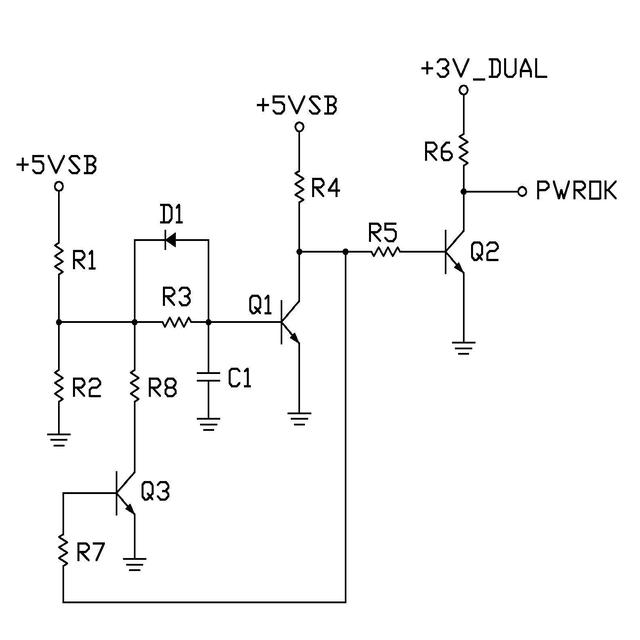 +3V_DUAL
+5VSB
R6
+5VSB
R4
PWROK
D1
R5
Q2
R1
R3
Q1
R2
R8
C1
Q3
R7